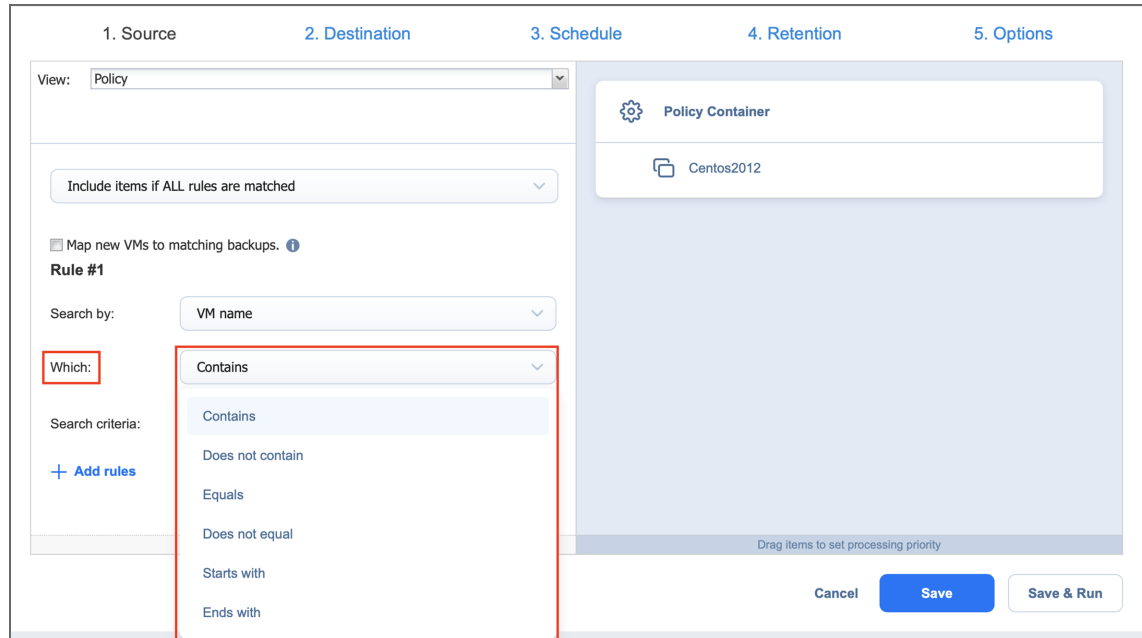 1. Source
2. Destination
3. Schedule
4. Retention
5. Options
View:
Policy
Include items if ALL rules are matched
Map new VMs to matching backups.
Rule #1
Search by:
VM name
Which:
Contains
Search criteria:
Contains
Does not contain
Equals
Does not equal
Starts with
Ends with
+ Add rules
Policy Container
Centos2012
Drag items to set processing priority
Cancel
Save
Save & Run